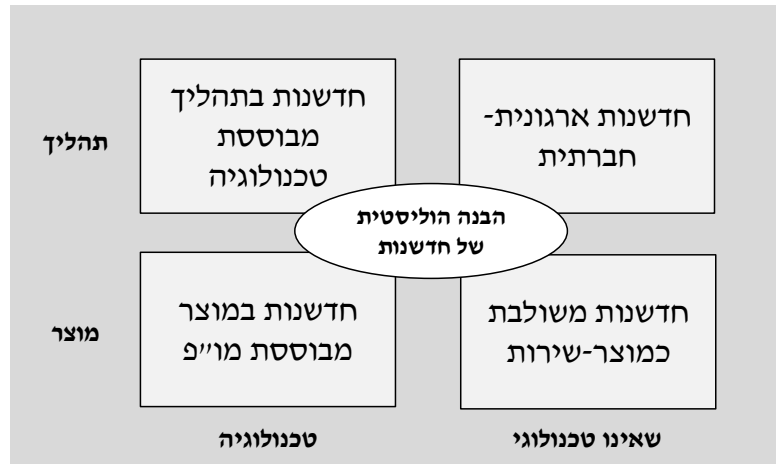 תהליך
חדשנות בתהליך
מבוססת
טכנולוגיה
חדשנות ארגונית-
חברתית
הבנה הוליסטית
של חדשנות
מוצר
חדשנות במוצר
מבוססת מו״פ
חדשנות משולבת
כמוצר-שירות
טכנולוגיה
שאינו טכנולוגי